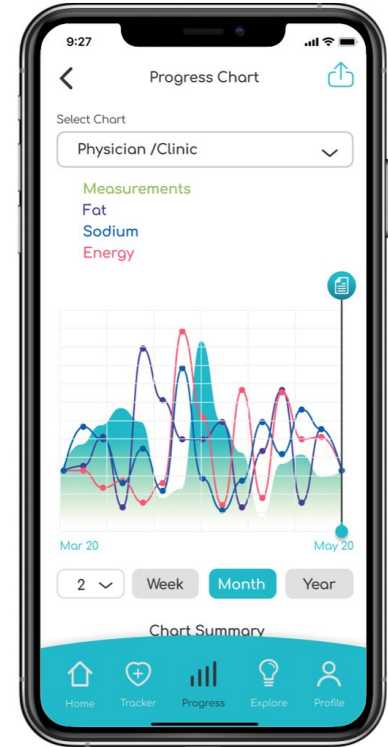 9:27
Progress Chart
Select Chart
Physician /Clinic
Measurements
Fat
Sodium
Energy
Mar 20
May 20
2
Week
Month
Year
Chart Summary
Home
Tracker
Progress
Explore
Profile